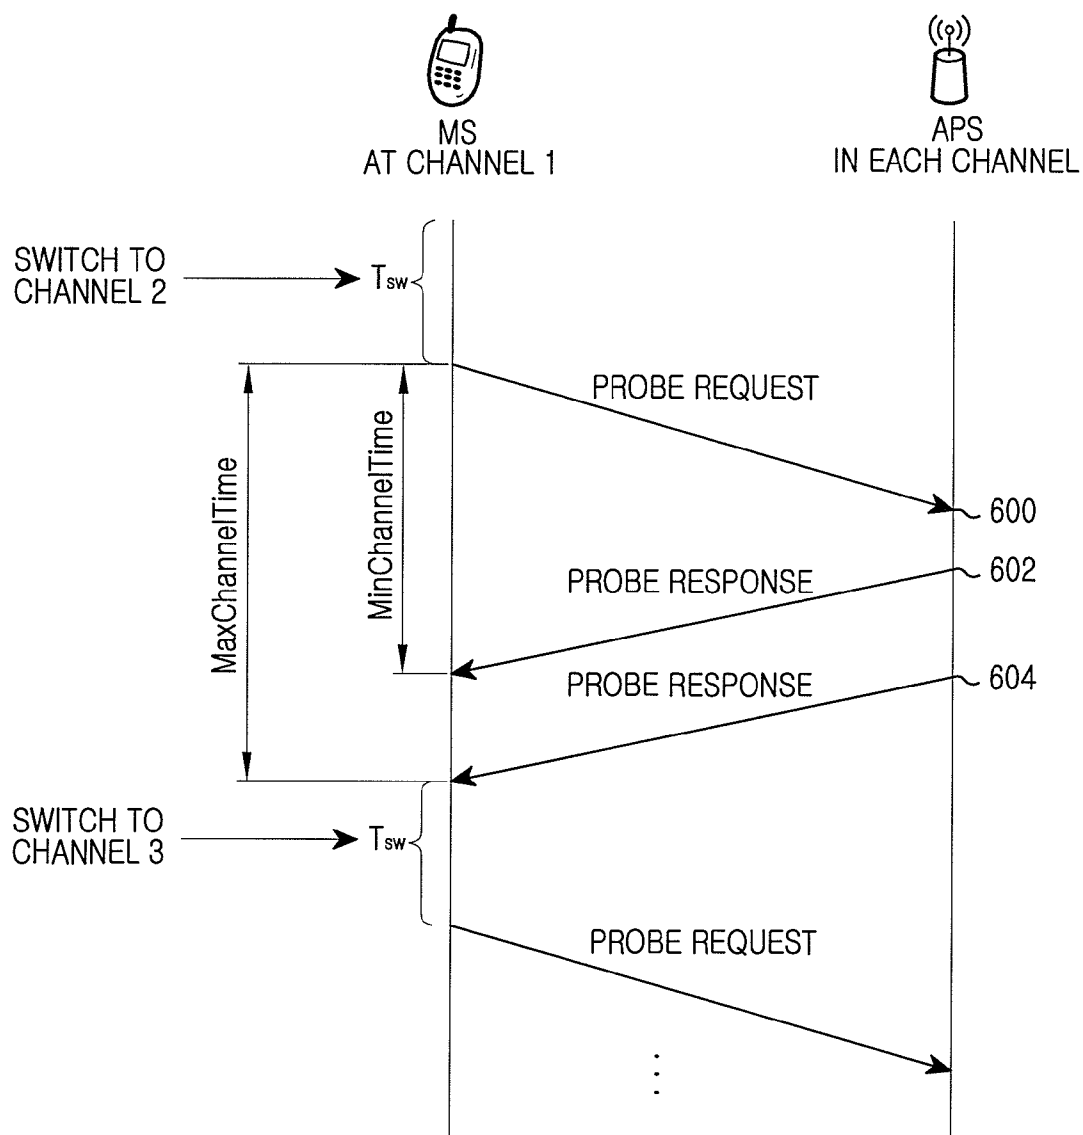 MS
AT CHANNEL 1
APS
IN EACH CHANNEL
SWITCH TO
CHANNEL 2
Tsw
PROBE REQUEST
MaxChannelTime
MinChannelTime
600
PROBE RESPONSE
602
PROBE RESPONSE
604
SWITCH TO
CHANNEL 3
Tsw
PROBE REQUEST